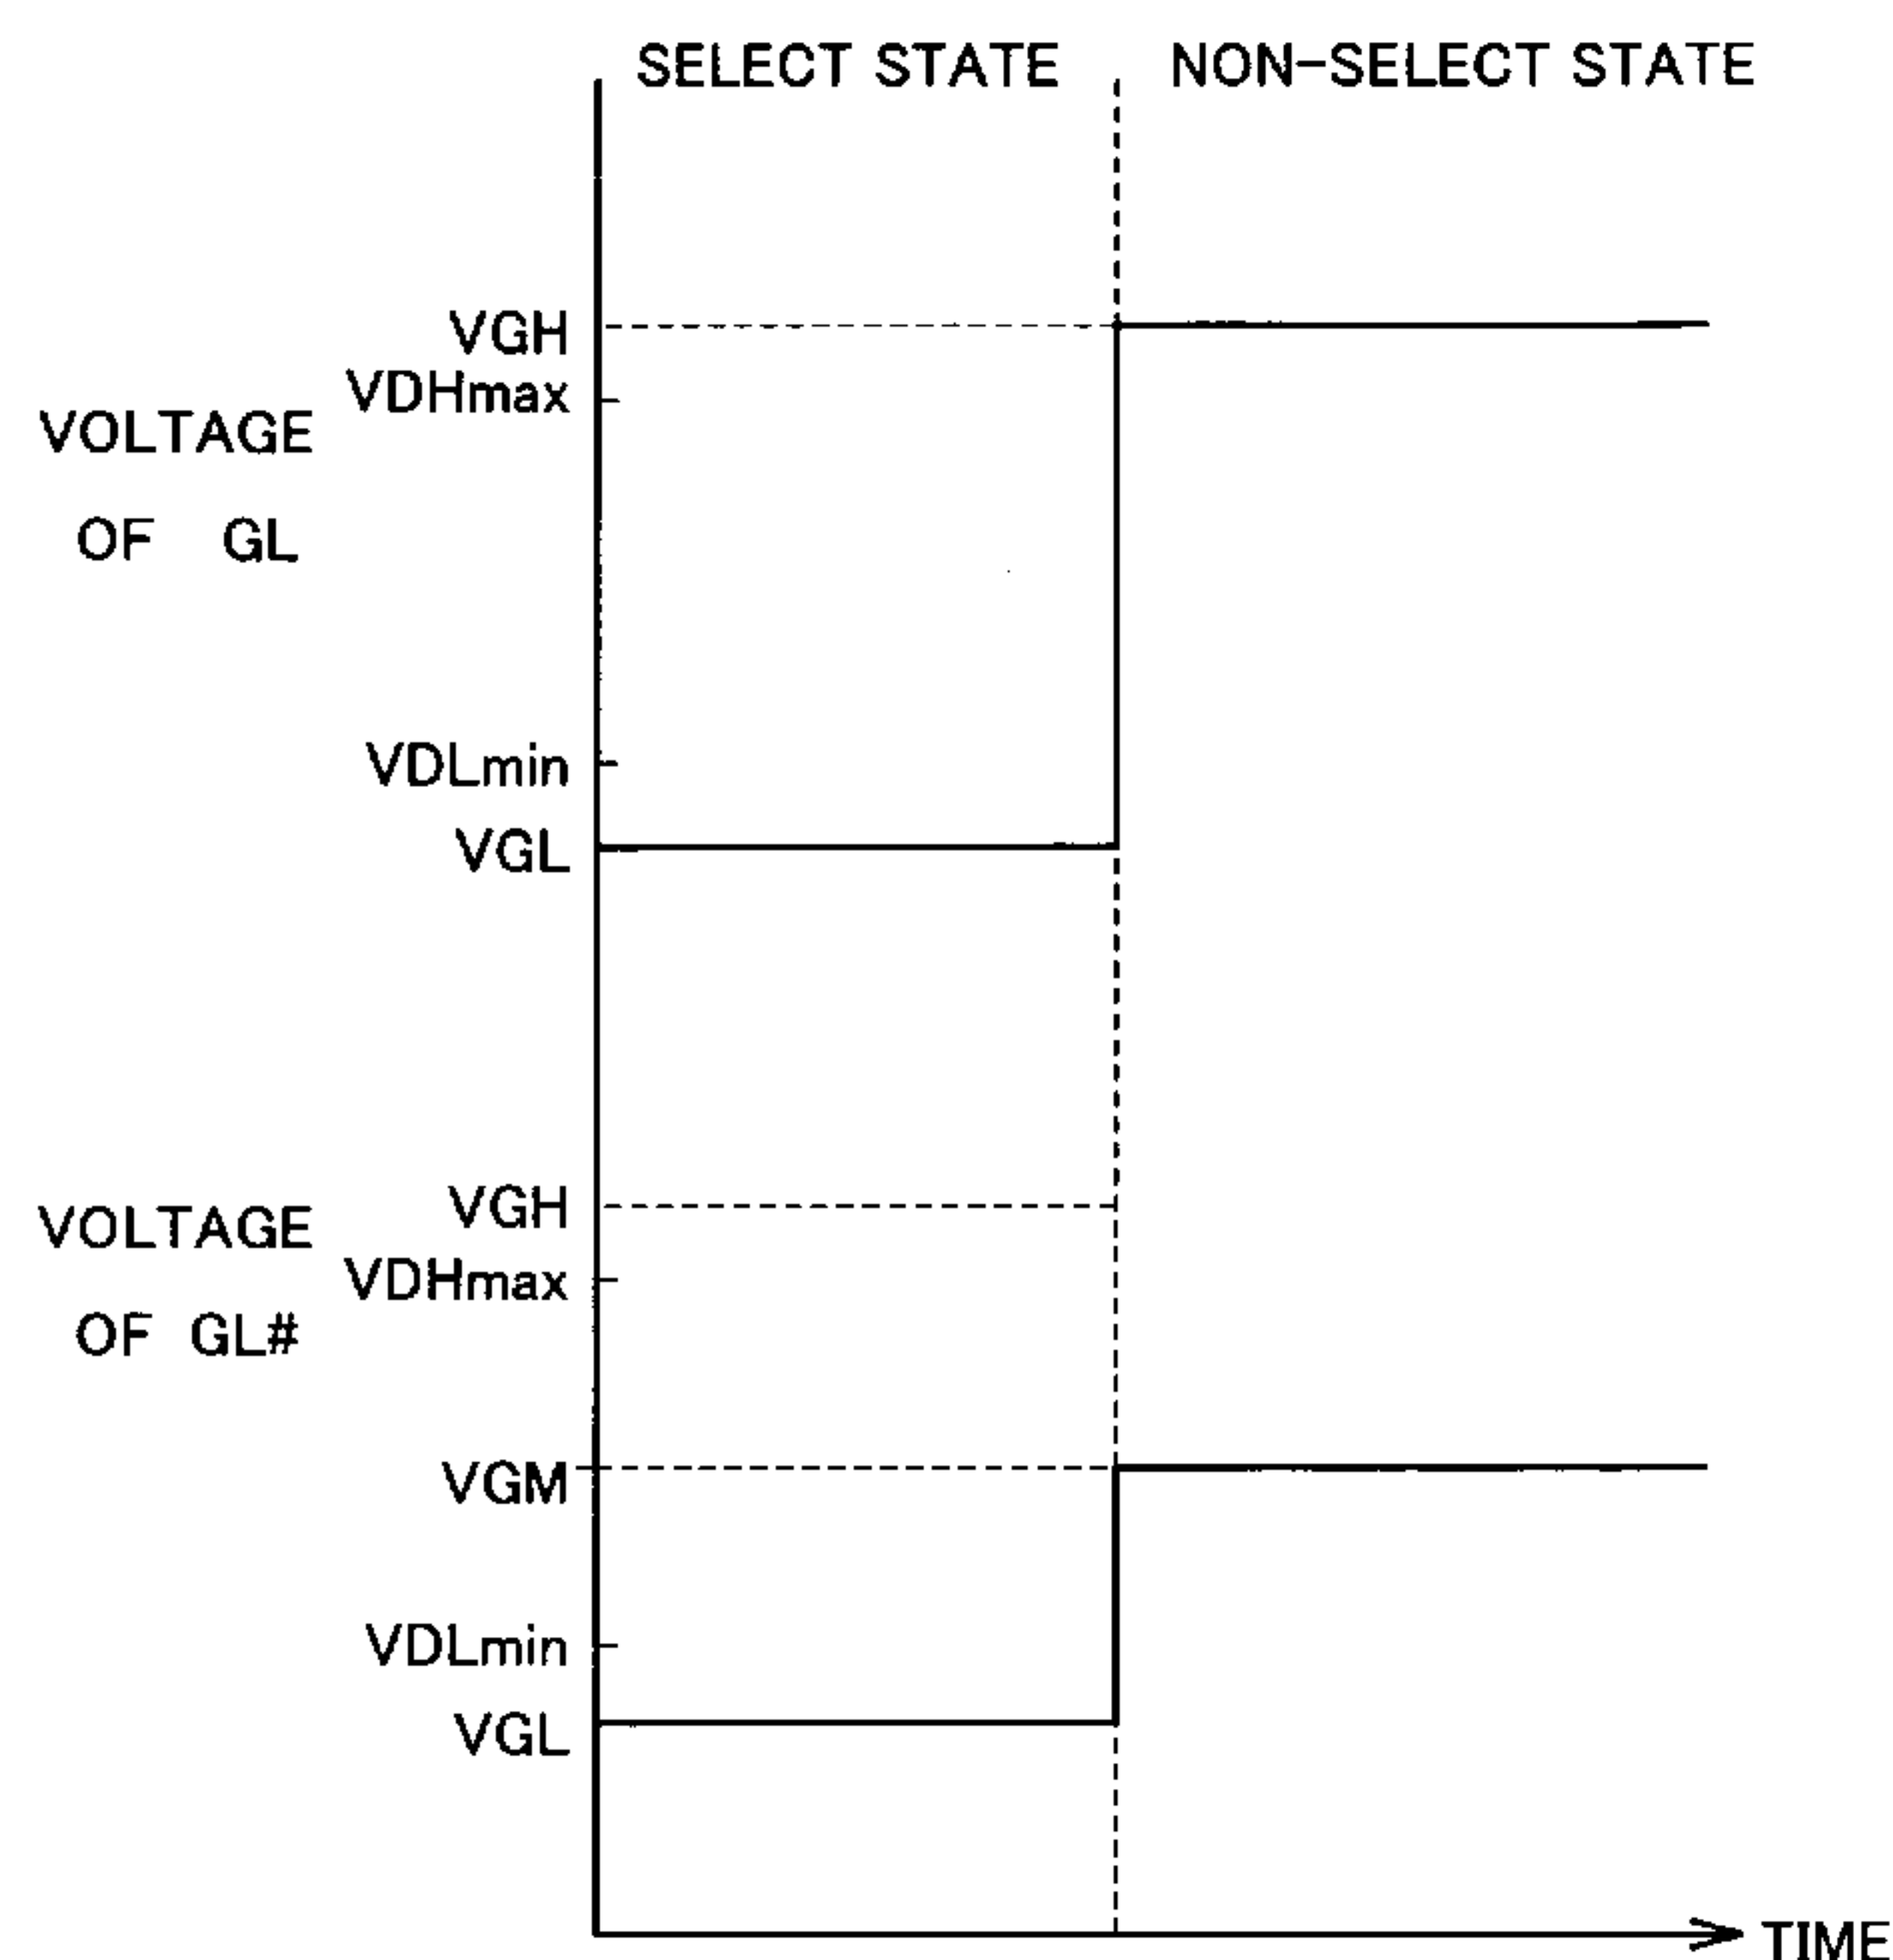 SELECT STATE
NON-SELECT STATE
VOLTAGE
OF GL
VGH
VDHmax
VDLmin
VGL
VOLTAGE
OF GL#
VGH
VDHmax
VGM
VDLmin
VGL
TIME